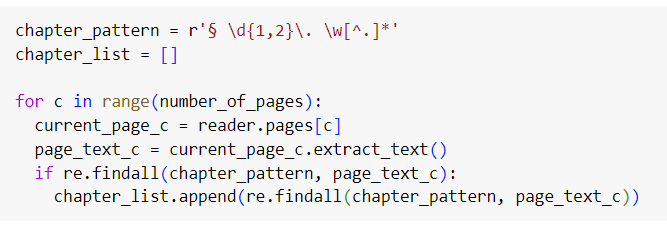 chapter_pattern = r'§ \d{1,2}\. \w[^.]*'
chapter_list = []

for c in range(number_of_pages):
  current_page_c = reader.pages[c]
  page_text_c = current_page_c.extract_text()
  if re.findall(chapter_pattern, page_text_c):
    chapter_list.append(re.findall(chapter_pattern, page_text_c))